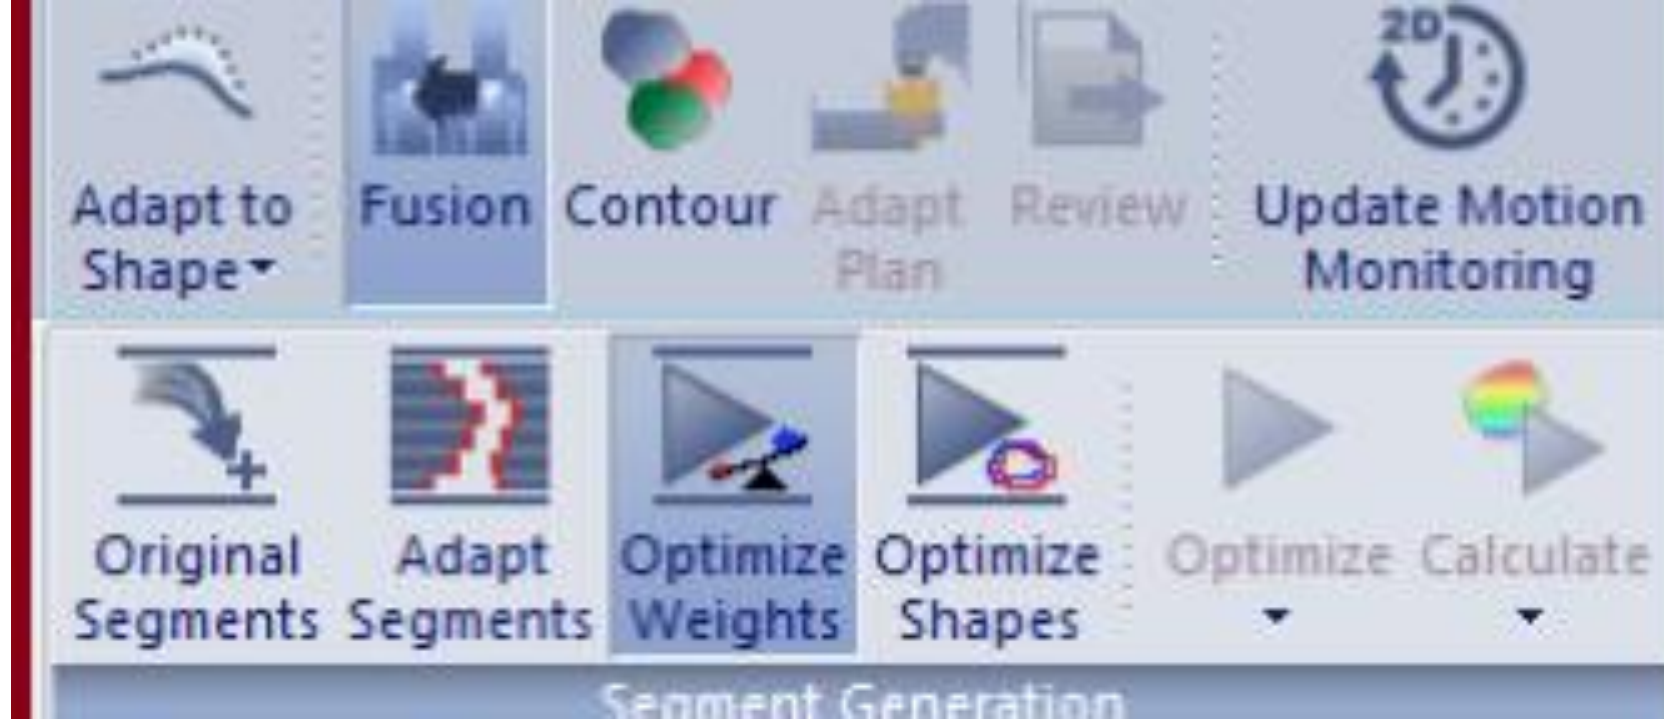 2D
Adapt to
Shape
Fusion
Contour
Adapt
Plan
Review
Update Motion
Monitoring
Original
Segments
Adapt
Segments
Optimize
Weights
Optimize
Shapes
Optimize
Calculate
Segment Generation